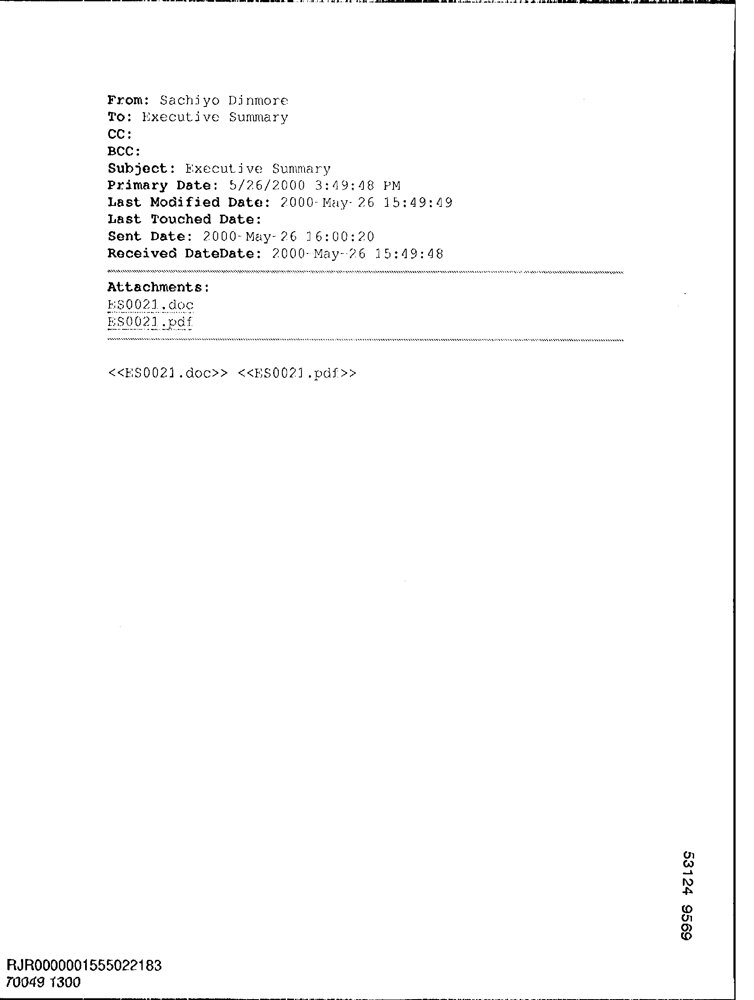 From: Sachiyo Dinmore
To: Executive Summary
CC:
BCC:
Subject: Executive Summary
Primary Date: 5/26/2000 3:49:48 PM
Last Modified Date: 2000-May-26 15:49:49
Last Touched Date:
Sent Date: 2000-May-26 16:00:20
Received DateDate: 2000-May-26 15:49:48
Attachments:
ES0021.doc
ES0021.pdf
<<ES0021.doc>> <<ES0021.pdf>>
53124 9569
RJR0000001555022183
70049 1300